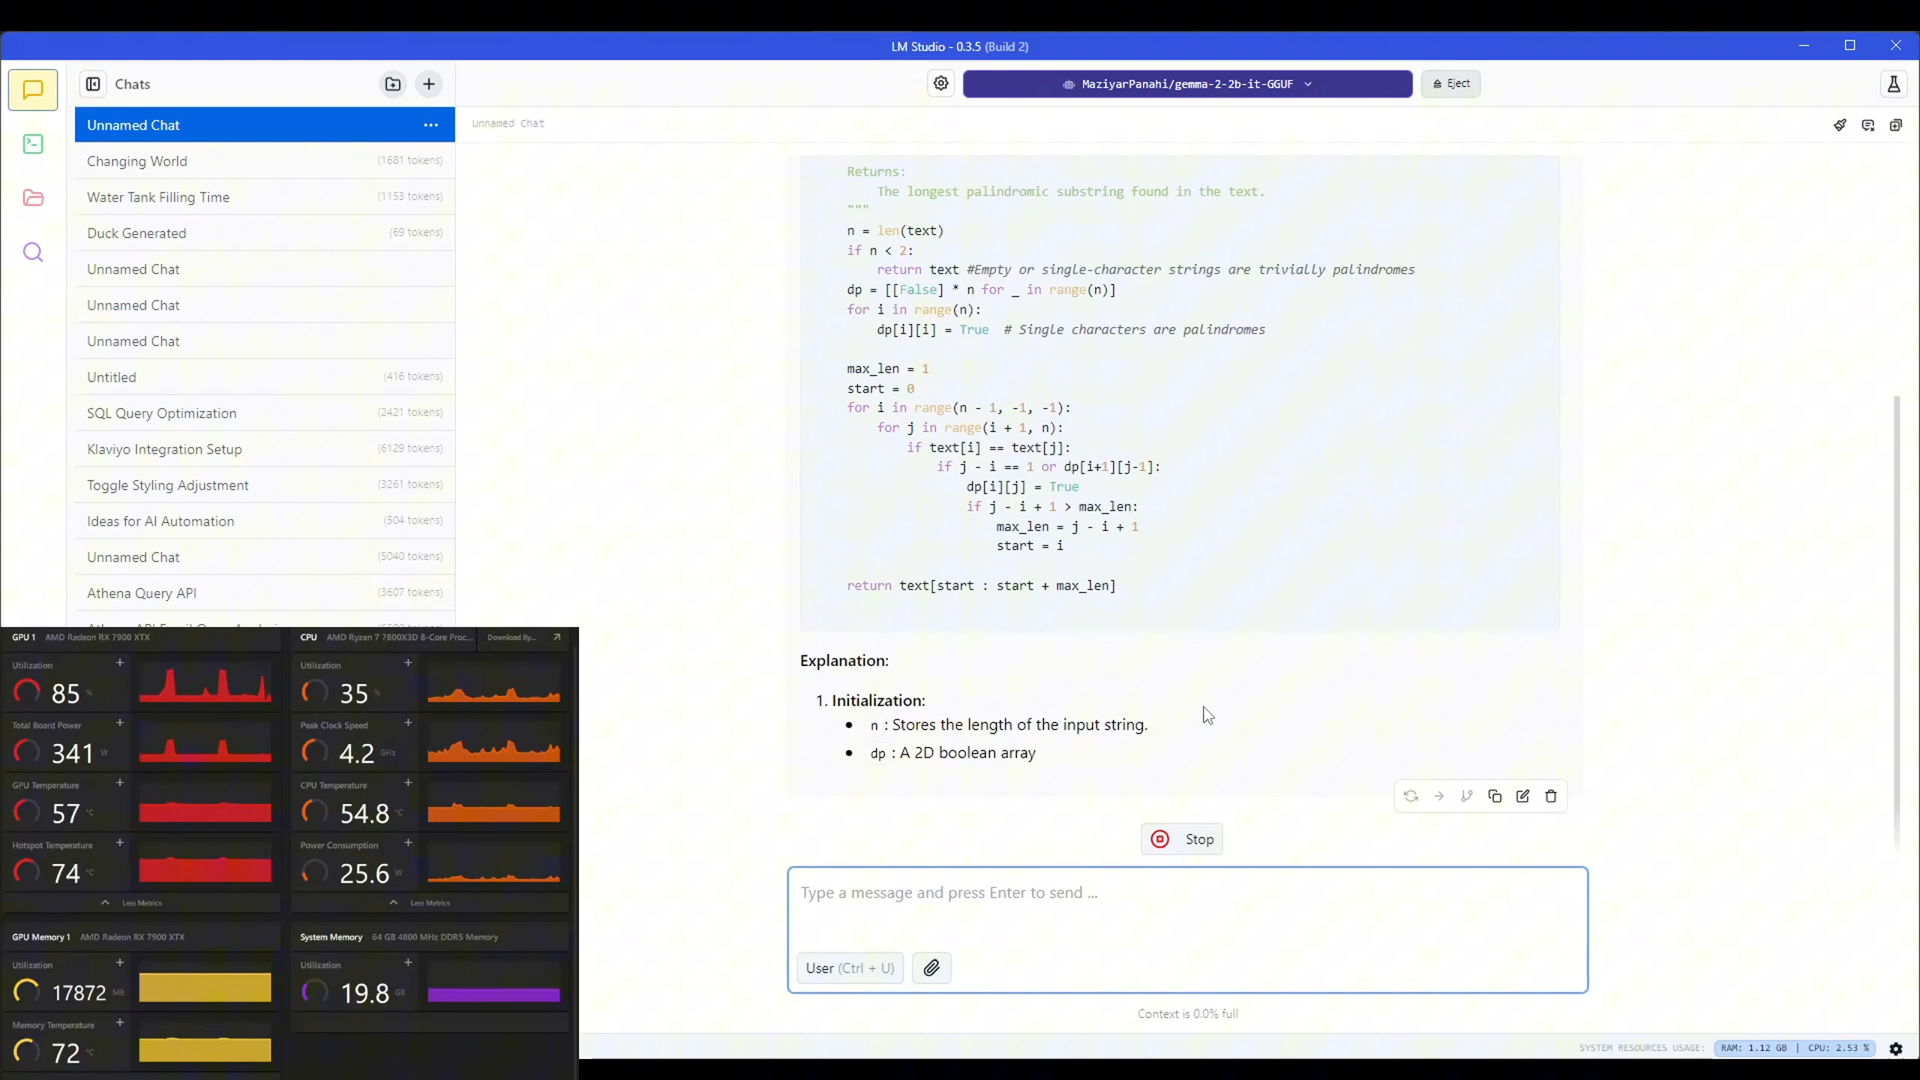 LM Studio - 0.3.5 (Build 2)
Chats
MaziyarPanahi/gemma-2-2b-it-GGUF
Eject
Unnamed Chat
Unnamed Chat
Changing World (1681 tokens)
Water Tank Filling Time (1153 tokens)
Duck Generated (69 tokens)
Unnamed Chat
Unnamed Chat
Unnamed Chat
Untitled (416 tokens)
SQL Query Optimization (2421 tokens)
Klaviyo Integration Setup (6129 tokens)
Toggle Styling Adjustment (3261 tokens)
Ideas for AI Automation (504 tokens)
Unnamed Chat (5040 tokens)
Athena Query API (3607 tokens)
Returns:
The longest palindromic substring found in the text.
"""
n = len(text)
if n < 2:
return text #Empty or single-character strings are trivially palindromes
dp = [[False] * n for _ in range(n)]
for i in range(n):
dp[i][i] = True # Single characters are palindromes
max_len = 1
start = 0
for i in range(n - 1, -1, -1):
for j in range(i + 1, n):
if text[i] == text[j]:
if j - i == 1 or dp[i+1][j-1]:
dp[i][j] = True
if j - i + 1 > max_len:
max_len = j - i + 1
start = i
return text[start : start + max_len]
Explanation:
1. Initialization:
• n : Stores the length of the input string.
• dp : A 2D boolean array
Stop
Type a message and press Enter to send ...
User (Ctrl + U)
Context is 0.0% full
SYSTEM RESOURCES USAGE: RAM: 1.12 GB | CPU: 2.53 %
GPU 1 AMD Radeon RX 7900 XTX
Utilization
85 %
Total Board Power
341 W
GPU Temperature
57 °C
Hotspot Temperature
74 °C
Less Metrics
CPU AMD Ryzen 7 7800X3D 8-Core Proc... Download Ry...
Utilization
35 %
Peak Clock Speed
4.2 GHz
CPU Temperature
54.8 °C
Power Consumption
25.6 W
Less Metrics
GPU Memory 1 AMD Radeon RX 7900 XTX
Utilization
17872 MB
Memory Temperature
72 °C
System Memory 64 GB 4800 MHz DDR5 Memory
Utilization
19.8 GB